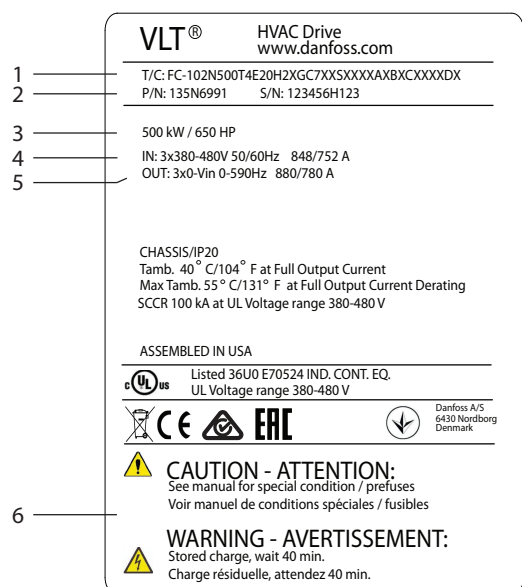 VLT® HVAC Drive
www.danfoss.com
1 T/C: FC-102N500T4E20H2XGC7XXSXXXXAXBXCXXXXDX
2 P/N: 135N6991 S/N: 123456H123
3 500 kW / 650 HP
4 IN: 3x380-480V 50/60Hz 848/752 A
5 OUT: 3x0-Vin 0-590Hz 880/780 A
CHASSIS/IP20
Tamb. 40° C/104° F at Full Output Current
Max Tamb. 55° C/131° F at Full Output Current Derating
SCCR 100 kA at UL Voltage range 380-480 V
ASSEMBLED IN USA
c UL us Listed 36U0 E70524 IND. CONT. EQ.
UL Voltage range 380-480 V
CE EAC Danfoss A/S
6430 Nordborg
Denmark
CAUTION - ATTENTION:
See manual for special condition / prefuses
Voir manuel de conditions spéciales / fusibles
6
WARNING - AVERTISSEMENT:
Stored charge, wait 40 min.
Charge résiduelle, attendez 40 min.